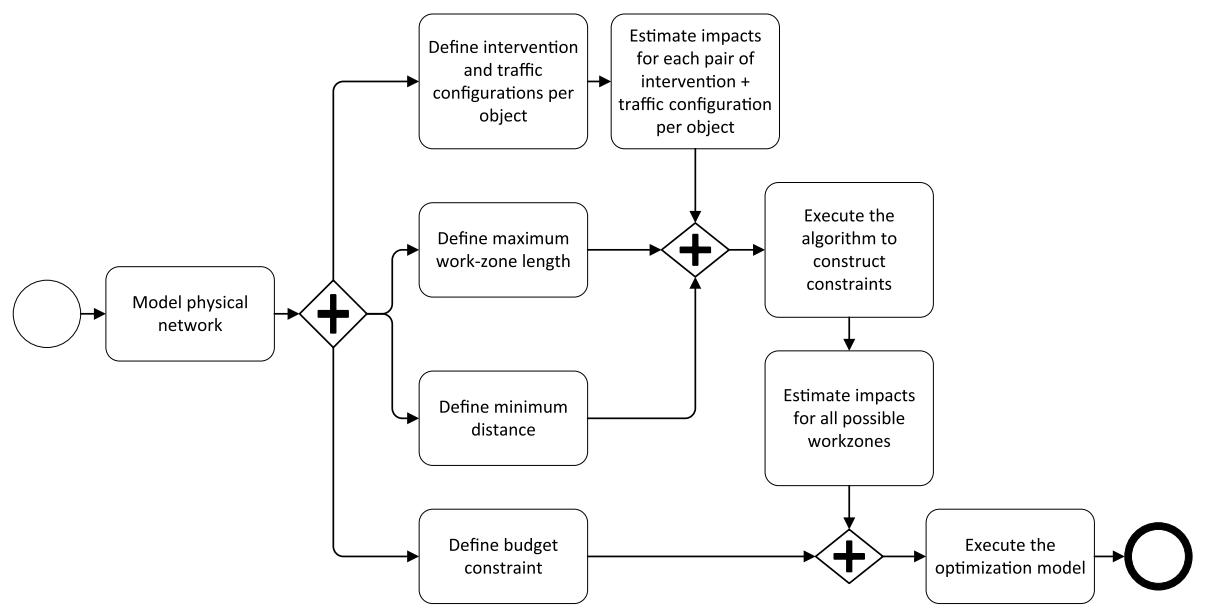 Define intervention
and traffic
configurations per
object
Estimate impacts
for each pair of
intervention +
traffic configuration
per object
Define maximum
work-zone length
Execute the
algorithm to
construct
constraints
Model physical
network
Define minimum
distance
Estimate impacts
for all possible
workzones
Define budget
constraint
Execute the
optimization model